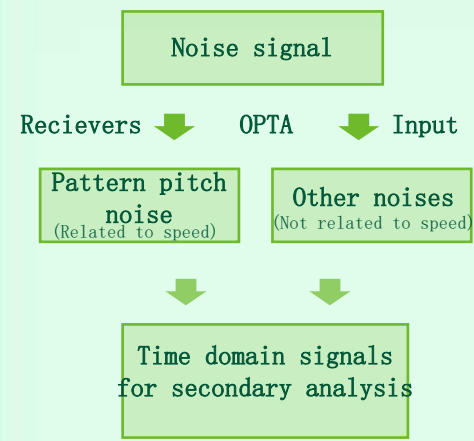 Noise signal
Recievers OPTA Input
Pattern pitch
noise
(Related to speed)
Other noises
(Not related to speed)
Time domain signals
for secondary analysis